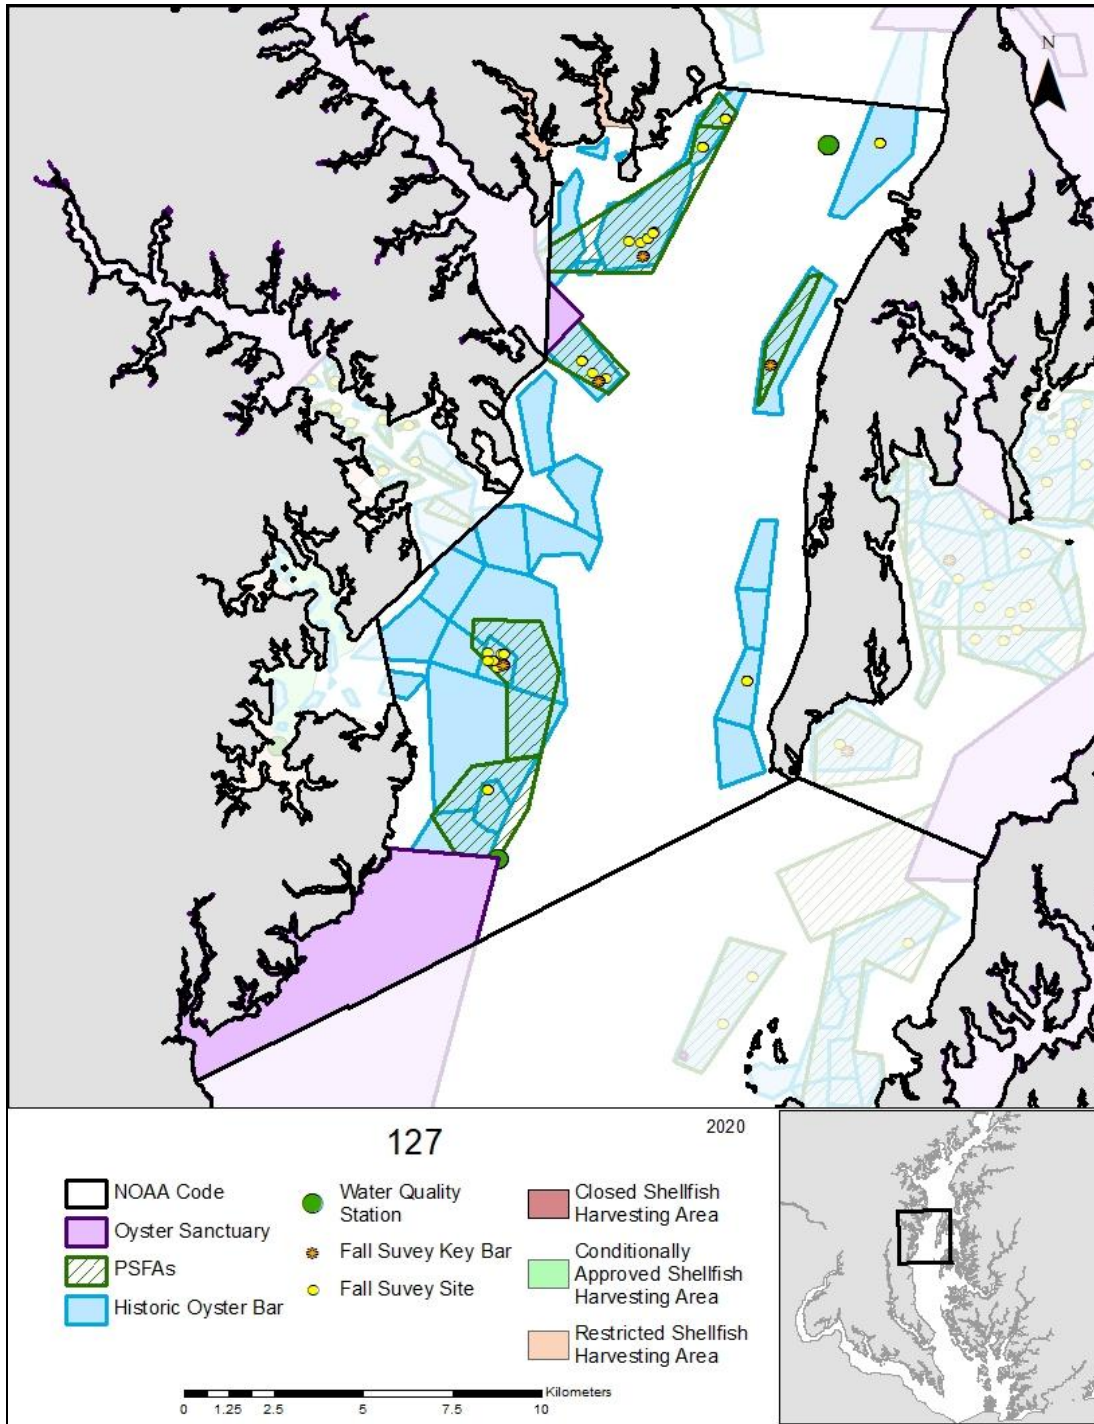 N
127
2020
NOAA Code
Oyster Sanctuary
PSFAs
Historic Oyster Bar
Water Quality
Station
Fall Suvey Key Bar
Fall Suvey Site
Closed Shellfish
Harvesting Area
Conditionally
Approved Shellfish
Harvesting Area
Restricted Shellfish
Harvesting Area
Kilometers
0 1.25 2.5 5 7.5 10